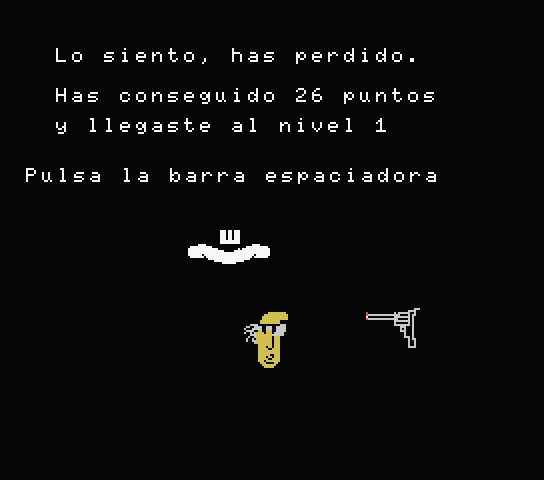 Lo siento, has perdido.
Has conseguido 26 puntos
y llegaste al nivel 1
Pulsa la barra espaciadora